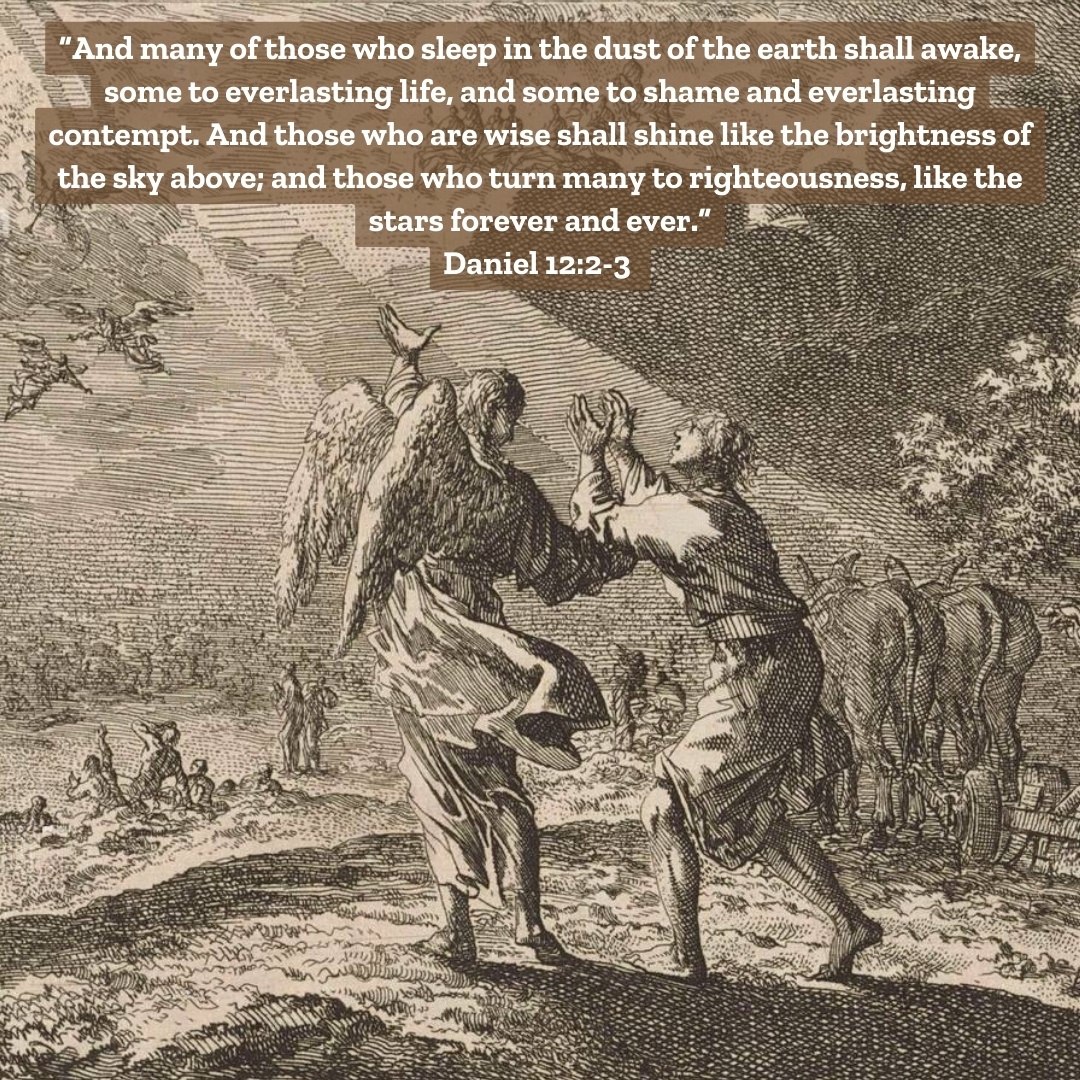 "And many of those who sleep in the dust of the earth shall awake,
some to everlasting life, and some to shame and everlasting
contempt. And those who are wise shall shine like the brightness of
the sky above; and those who turn many to righteousness, like the
stars forever and ever."
Daniel 12:2-3